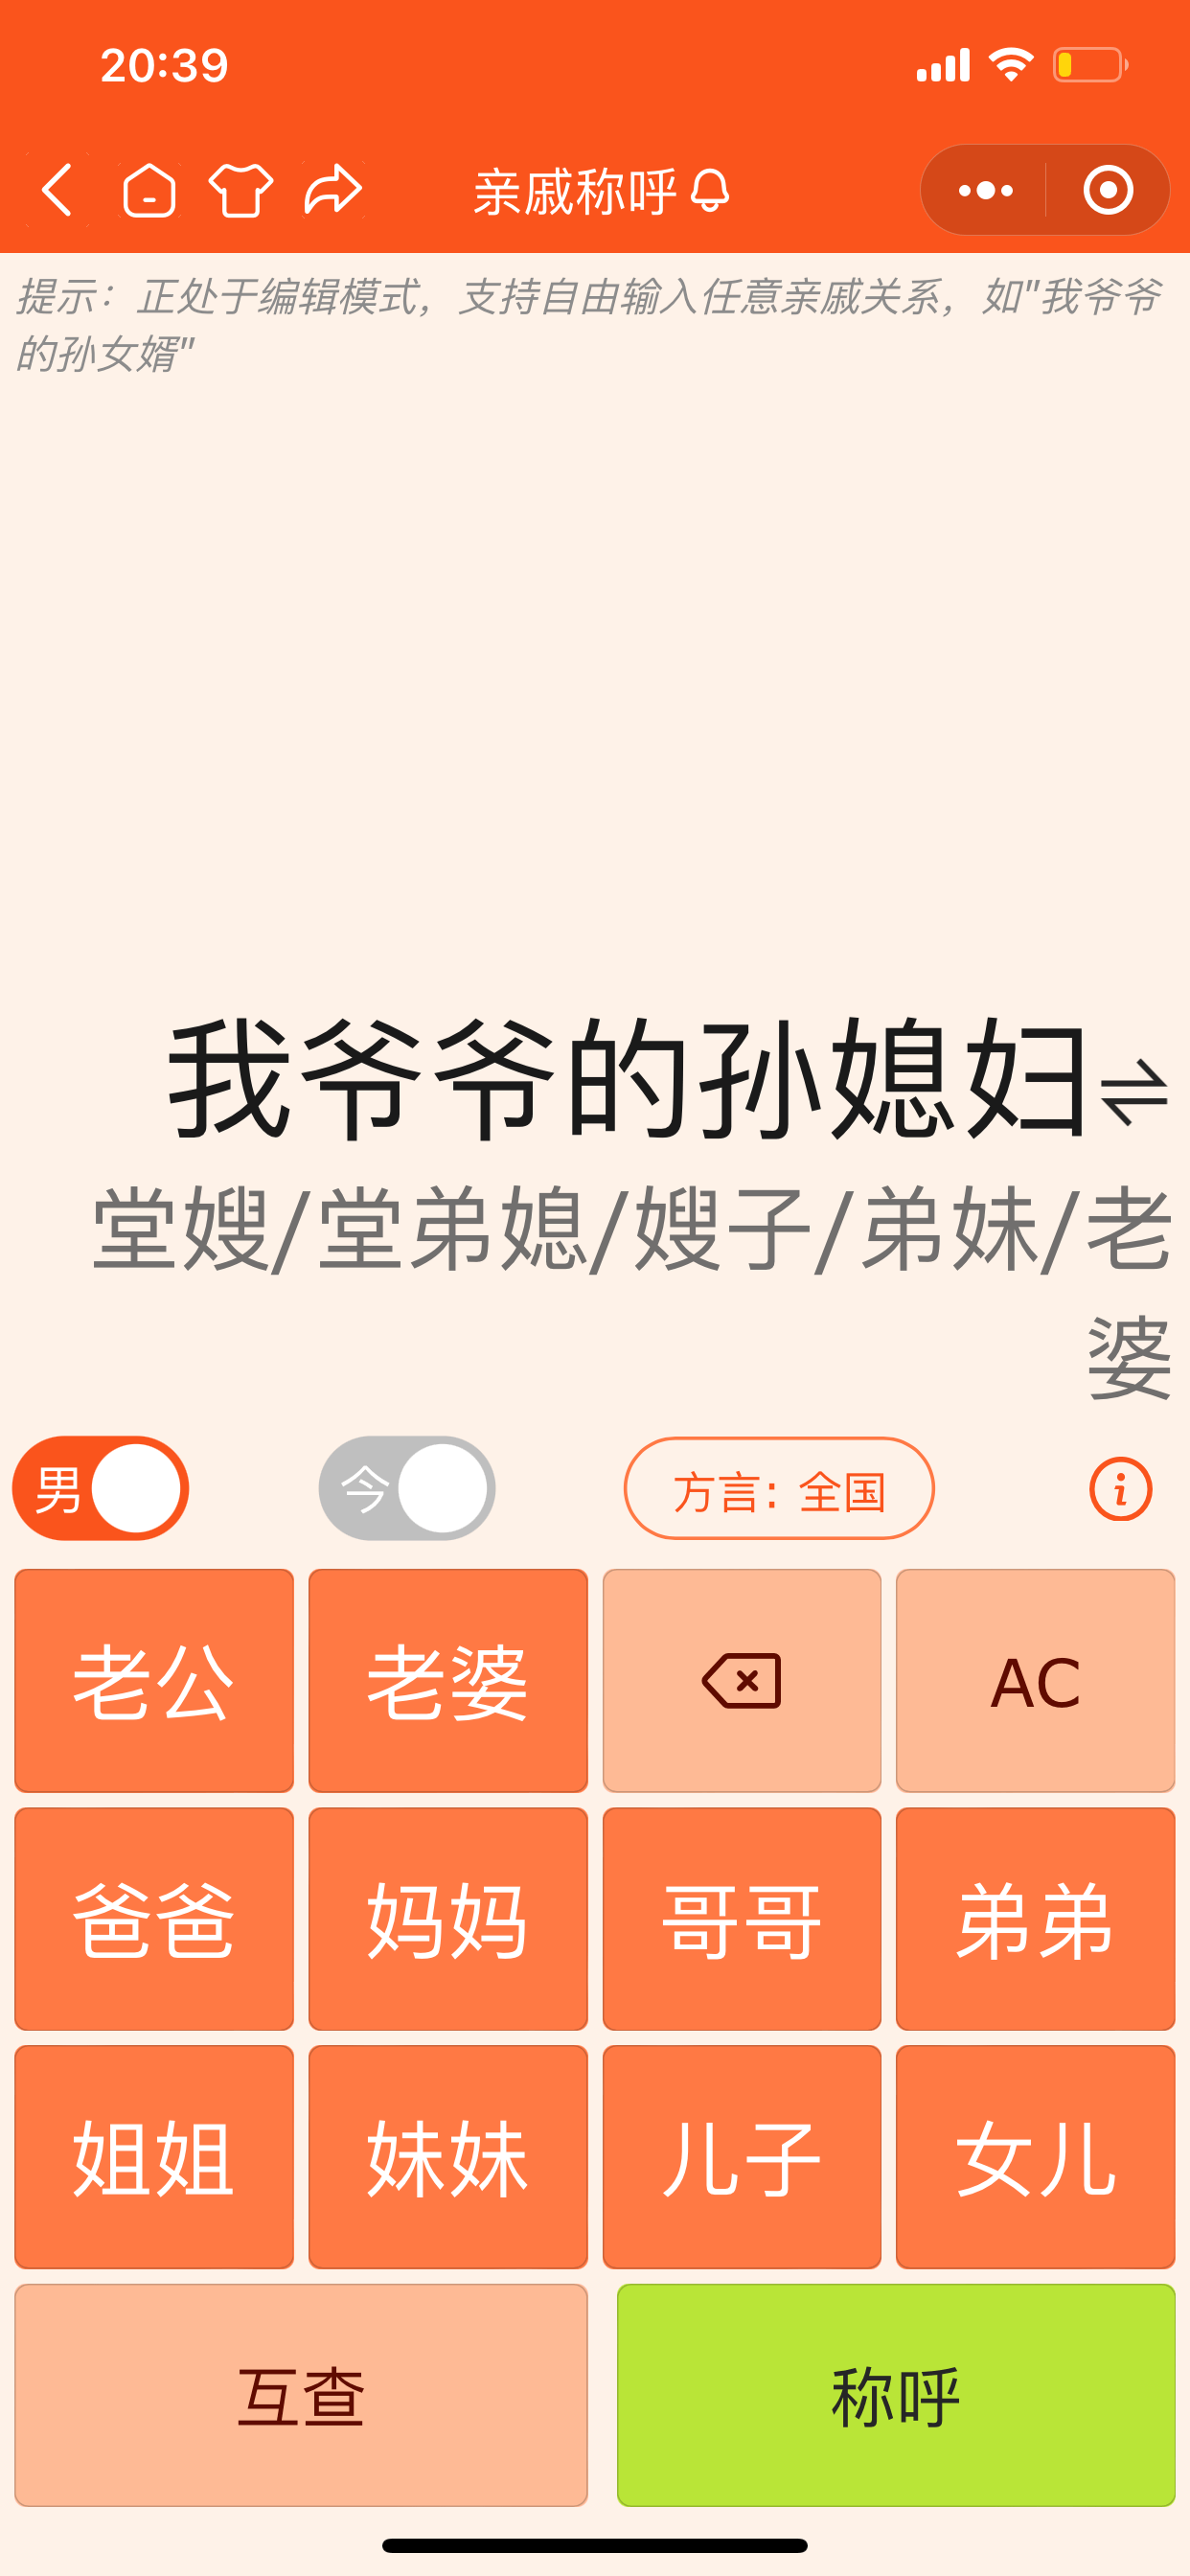 20:39
亲戚称呼
提示：正处于编辑模式，支持自由输入任意亲戚关系，如"我爷爷
的孙女婿"
我爷爷的孙媳妇⇌
堂嫂/堂弟媳/嫂子/弟妹/老
婆
男 今 方言：全国 i
老公 老婆 AC
爸爸 妈妈 哥哥 弟弟
姐姐 妹妹 儿子 女儿
互查 称呼